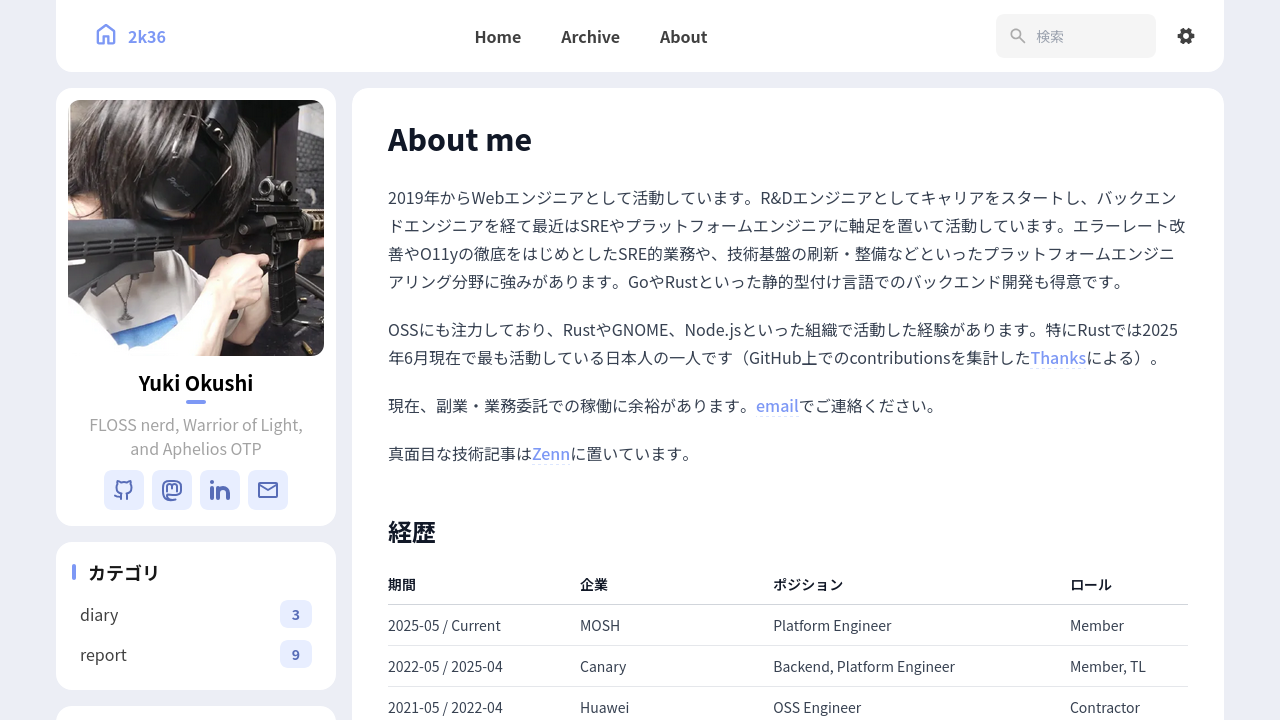 2k36
Home
Archive
About
検索
Yuki Okushi
FLOSS nerd, Warrior of Light,
and Aphelios OTP
カテゴリ
diary 3
report 9
About me
2019年からWebエンジニアとして活動しています。R&Dエンジニアとしてキャリアをスタートし、バックエン
ドエンジニアを経て最近はSREやプラットフォームエンジニアに軸足を置いて活動しています。エラーレート改
善やO11yの徹底をはじめとしたSRE的業務や、技術基盤の刷新・整備などといったプラットフォームエンジニ
アリング分野に強みがあります。GoやRustといった静的型付け言語でのバックエンド開発も得意です。
OSSにも注力しており、RustやGNOME、Node.jsといった組織で活動した経験があります。特にRustでは2025
年6月現在で最も活動している日本人の一人です（GitHub上でのcontributionsを集計したThanksによる）。
現在、副業・業務委託での稼働に余裕があります。emailでご連絡ください。
真面目な技術記事はZennに置いています。
経歴
期間 企業 ポジション ロール
2025-05 / Current MOSH Platform Engineer Member
2022-05 / 2025-04 Canary Backend, Platform Engineer Member, TL
2021-05 / 2022-04 Huawei OSS Engineer Contractor